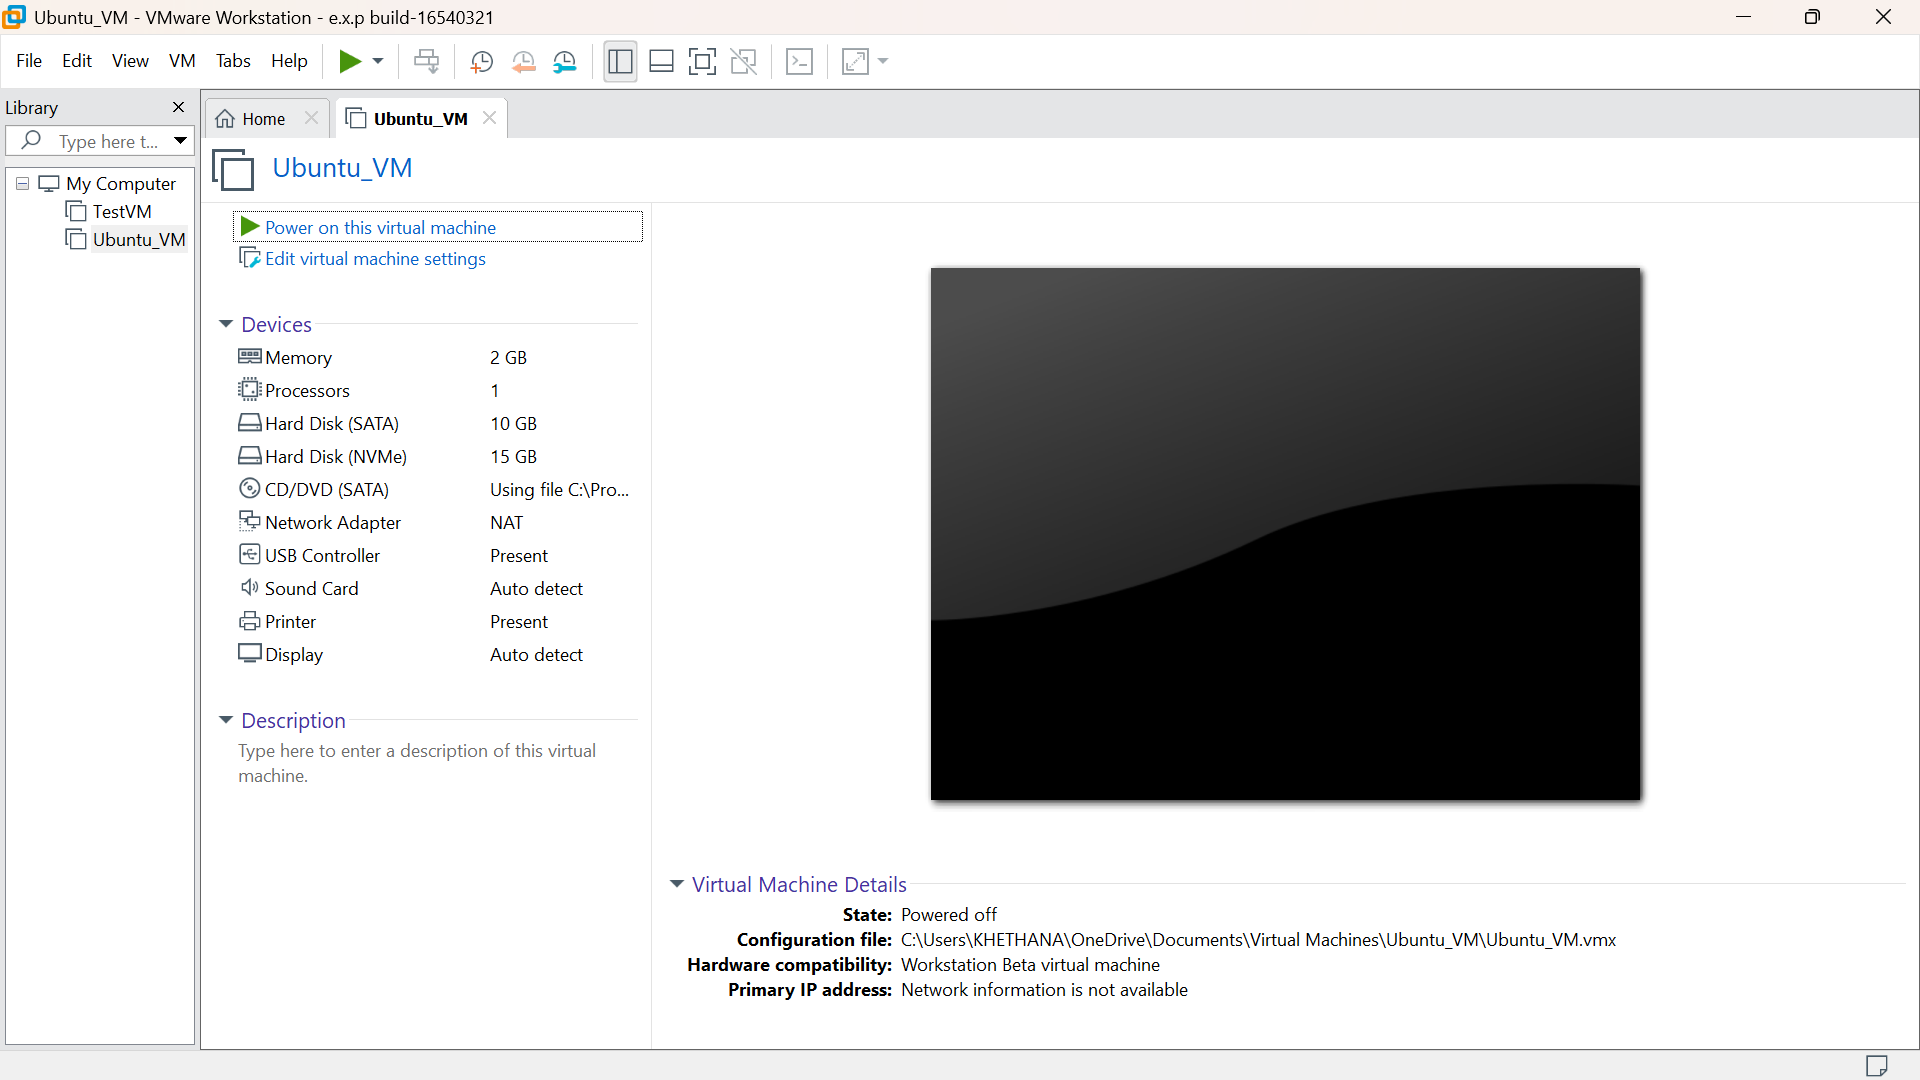 Ubuntu_VM - VMware Workstation - e.x.p build-16540321
File Edit View VM Tabs Help
Library
Type here t...
My Computer
TestVM
Ubuntu_VM
Home
Ubuntu_VM
Ubuntu_VM
Power on this virtual machine
Edit virtual machine settings
Devices
Memory 2 GB
Processors 1
Hard Disk (SATA) 10 GB
Hard Disk (NVMe) 15 GB
CD/DVD (SATA) Using file C:\Pro...
Network Adapter NAT
USB Controller Present
Sound Card Auto detect
Printer Present
Display Auto detect
Description
Type here to enter a description of this virtual
machine.
Virtual Machine Details
State: Powered off
Configuration file: C:\Users\KHETHANA\OneDrive\Documents\Virtual Machines\Ubuntu_VM\Ubuntu_VM.vmx
Hardware compatibility: Workstation Beta virtual machine
Primary IP address: Network information is not available